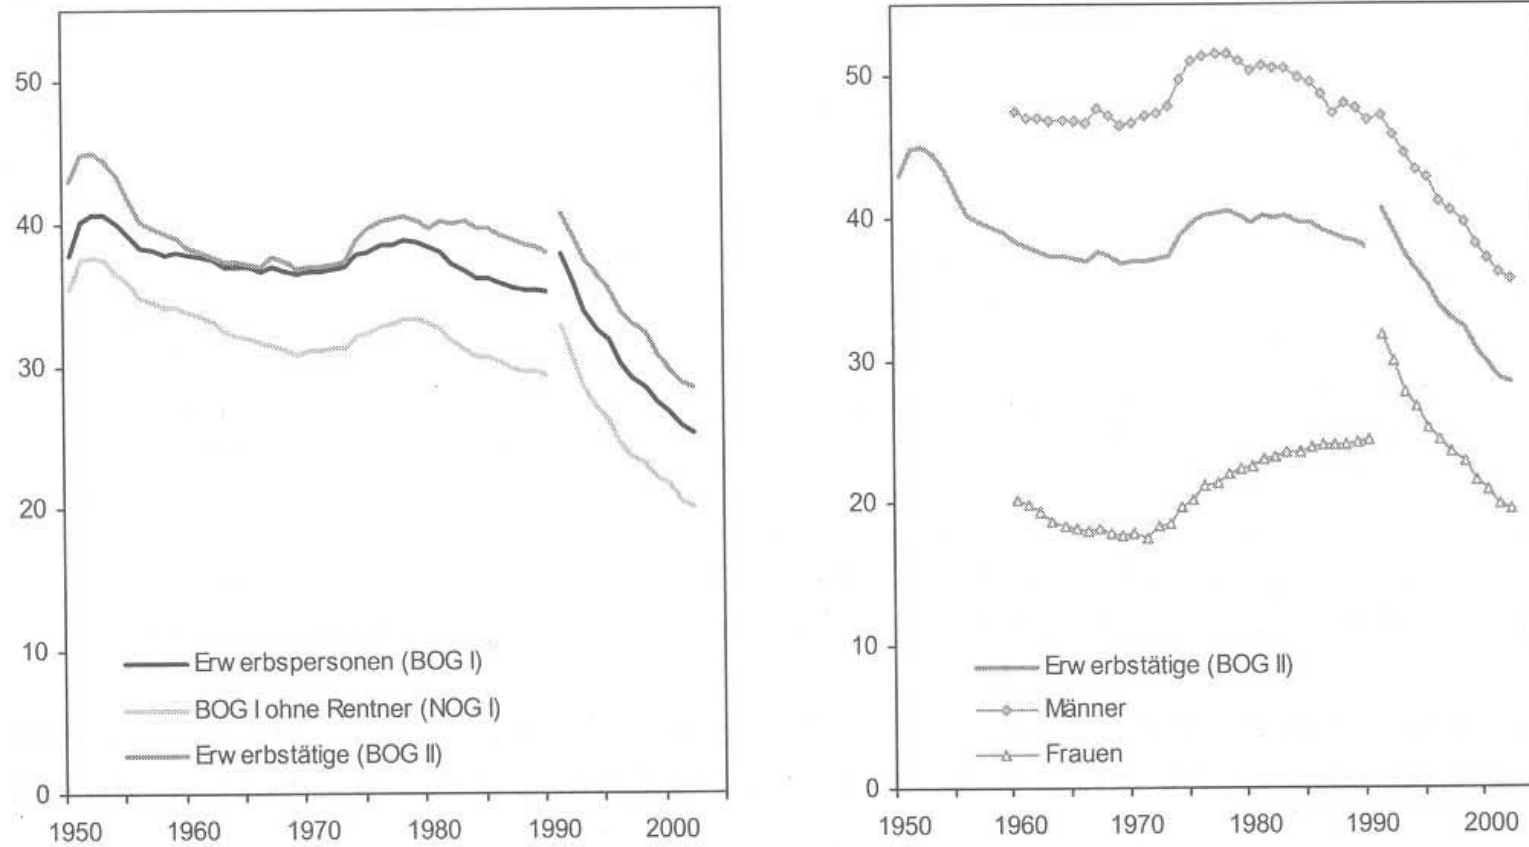 50
40
30
20
10
0
Erwerbspersonen (BOG I)
BOG I ohne Rentner (NOG I)
Erwerbstätige (BOG II)
1950 1960 1970 1980 1990 2000
50
40
30
20
10
0
Erwerbstätige (BOG II)
Männer
Frauen
1950 1960 1970 1980 1990 2000